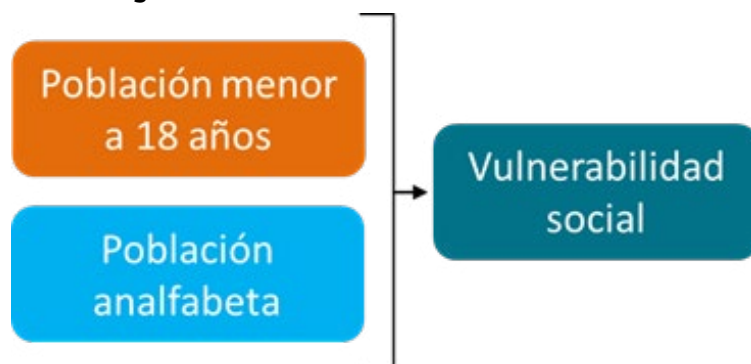 Población menor
a 18 años
Vulnerabilidad
social
Población
analfabeta